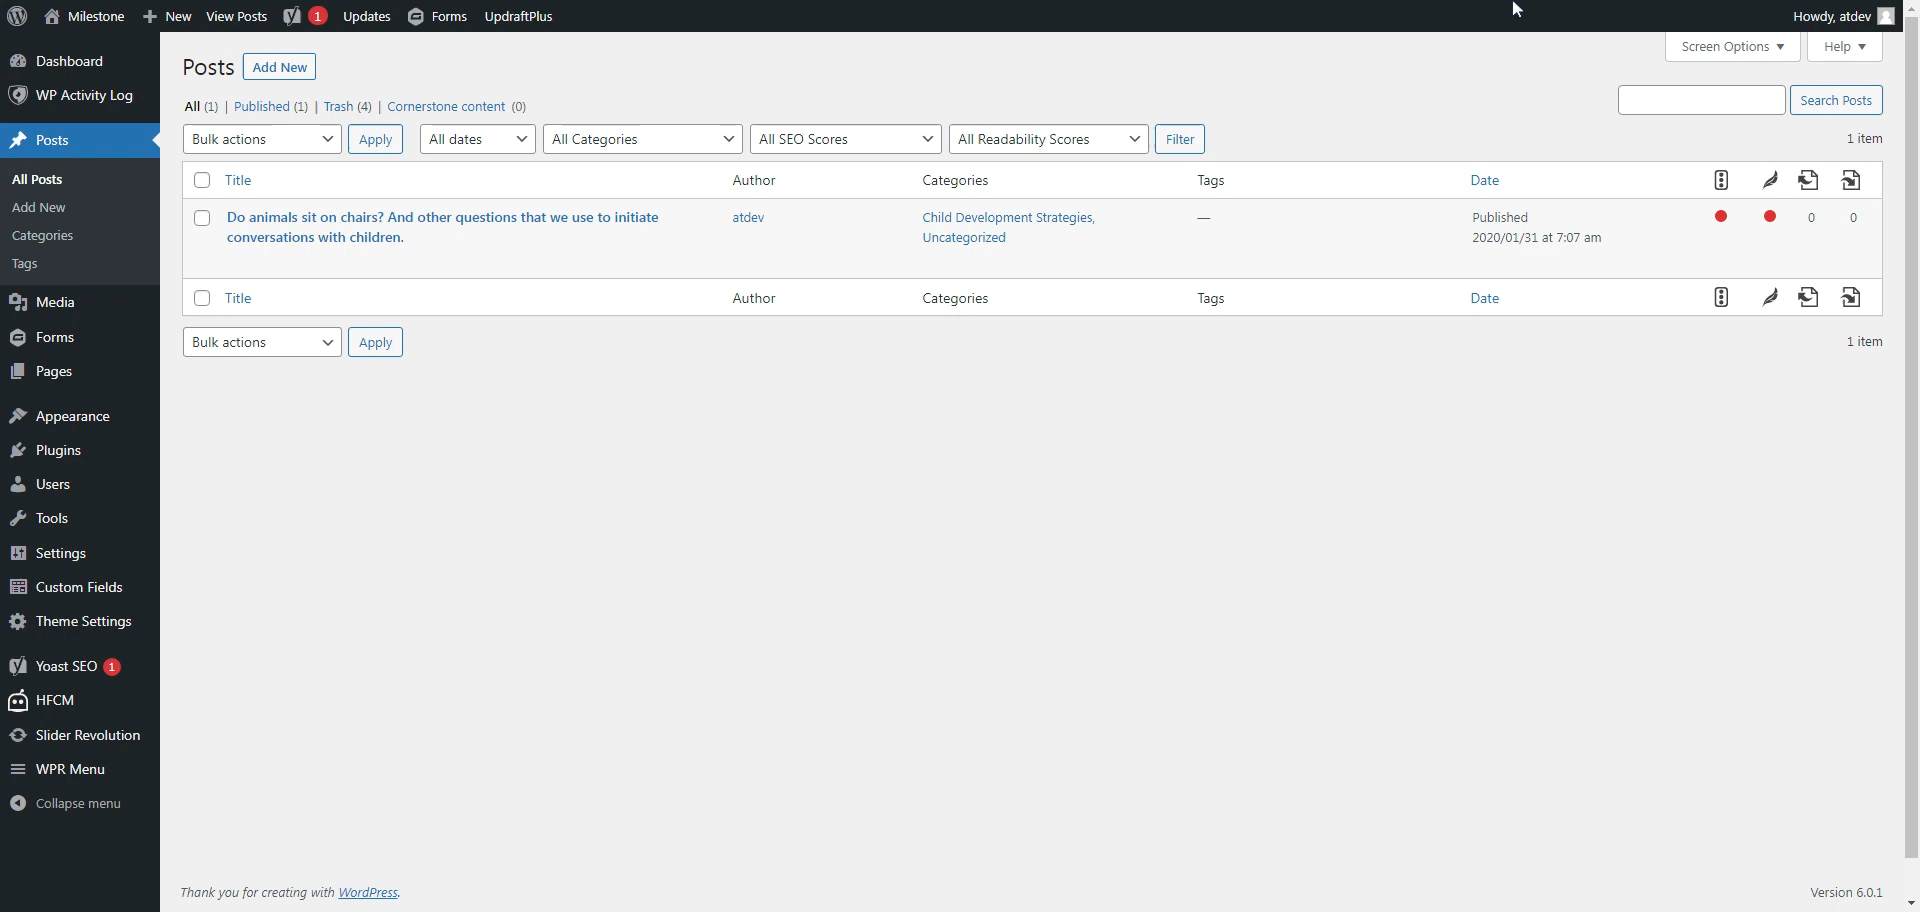 Milestone New View Posts 1 Updates Forms UpdraftPlus Howdy, atdev
Screen Options Help
Dashboard
WP Activity Log
Posts
All Posts
Add New
Categories
Tags
Media
Forms
Pages
Appearance
Plugins
Users
Tools
Settings
Custom Fields
Theme Settings
Yoast SEO 1
HFCM
Slider Revolution
WPR Menu
Collapse menu
Posts Add New
All (1) | Published (1) | Trash (4) | Cornerstone content (0)
Search Posts
Bulk actions Apply All dates All Categories All SEO Scores All Readability Scores Filter 1 item
Title Author Categories Tags Date
Do animals sit on chairs? And other questions that we use to initiate atdev Child Development Strategies, — Published 0 0
conversations with children. Uncategorized 2020/01/31 at 7:07 am
Title Author Categories Tags Date
Bulk actions Apply 1 item
Thank you for creating with WordPress. Version 6.0.1